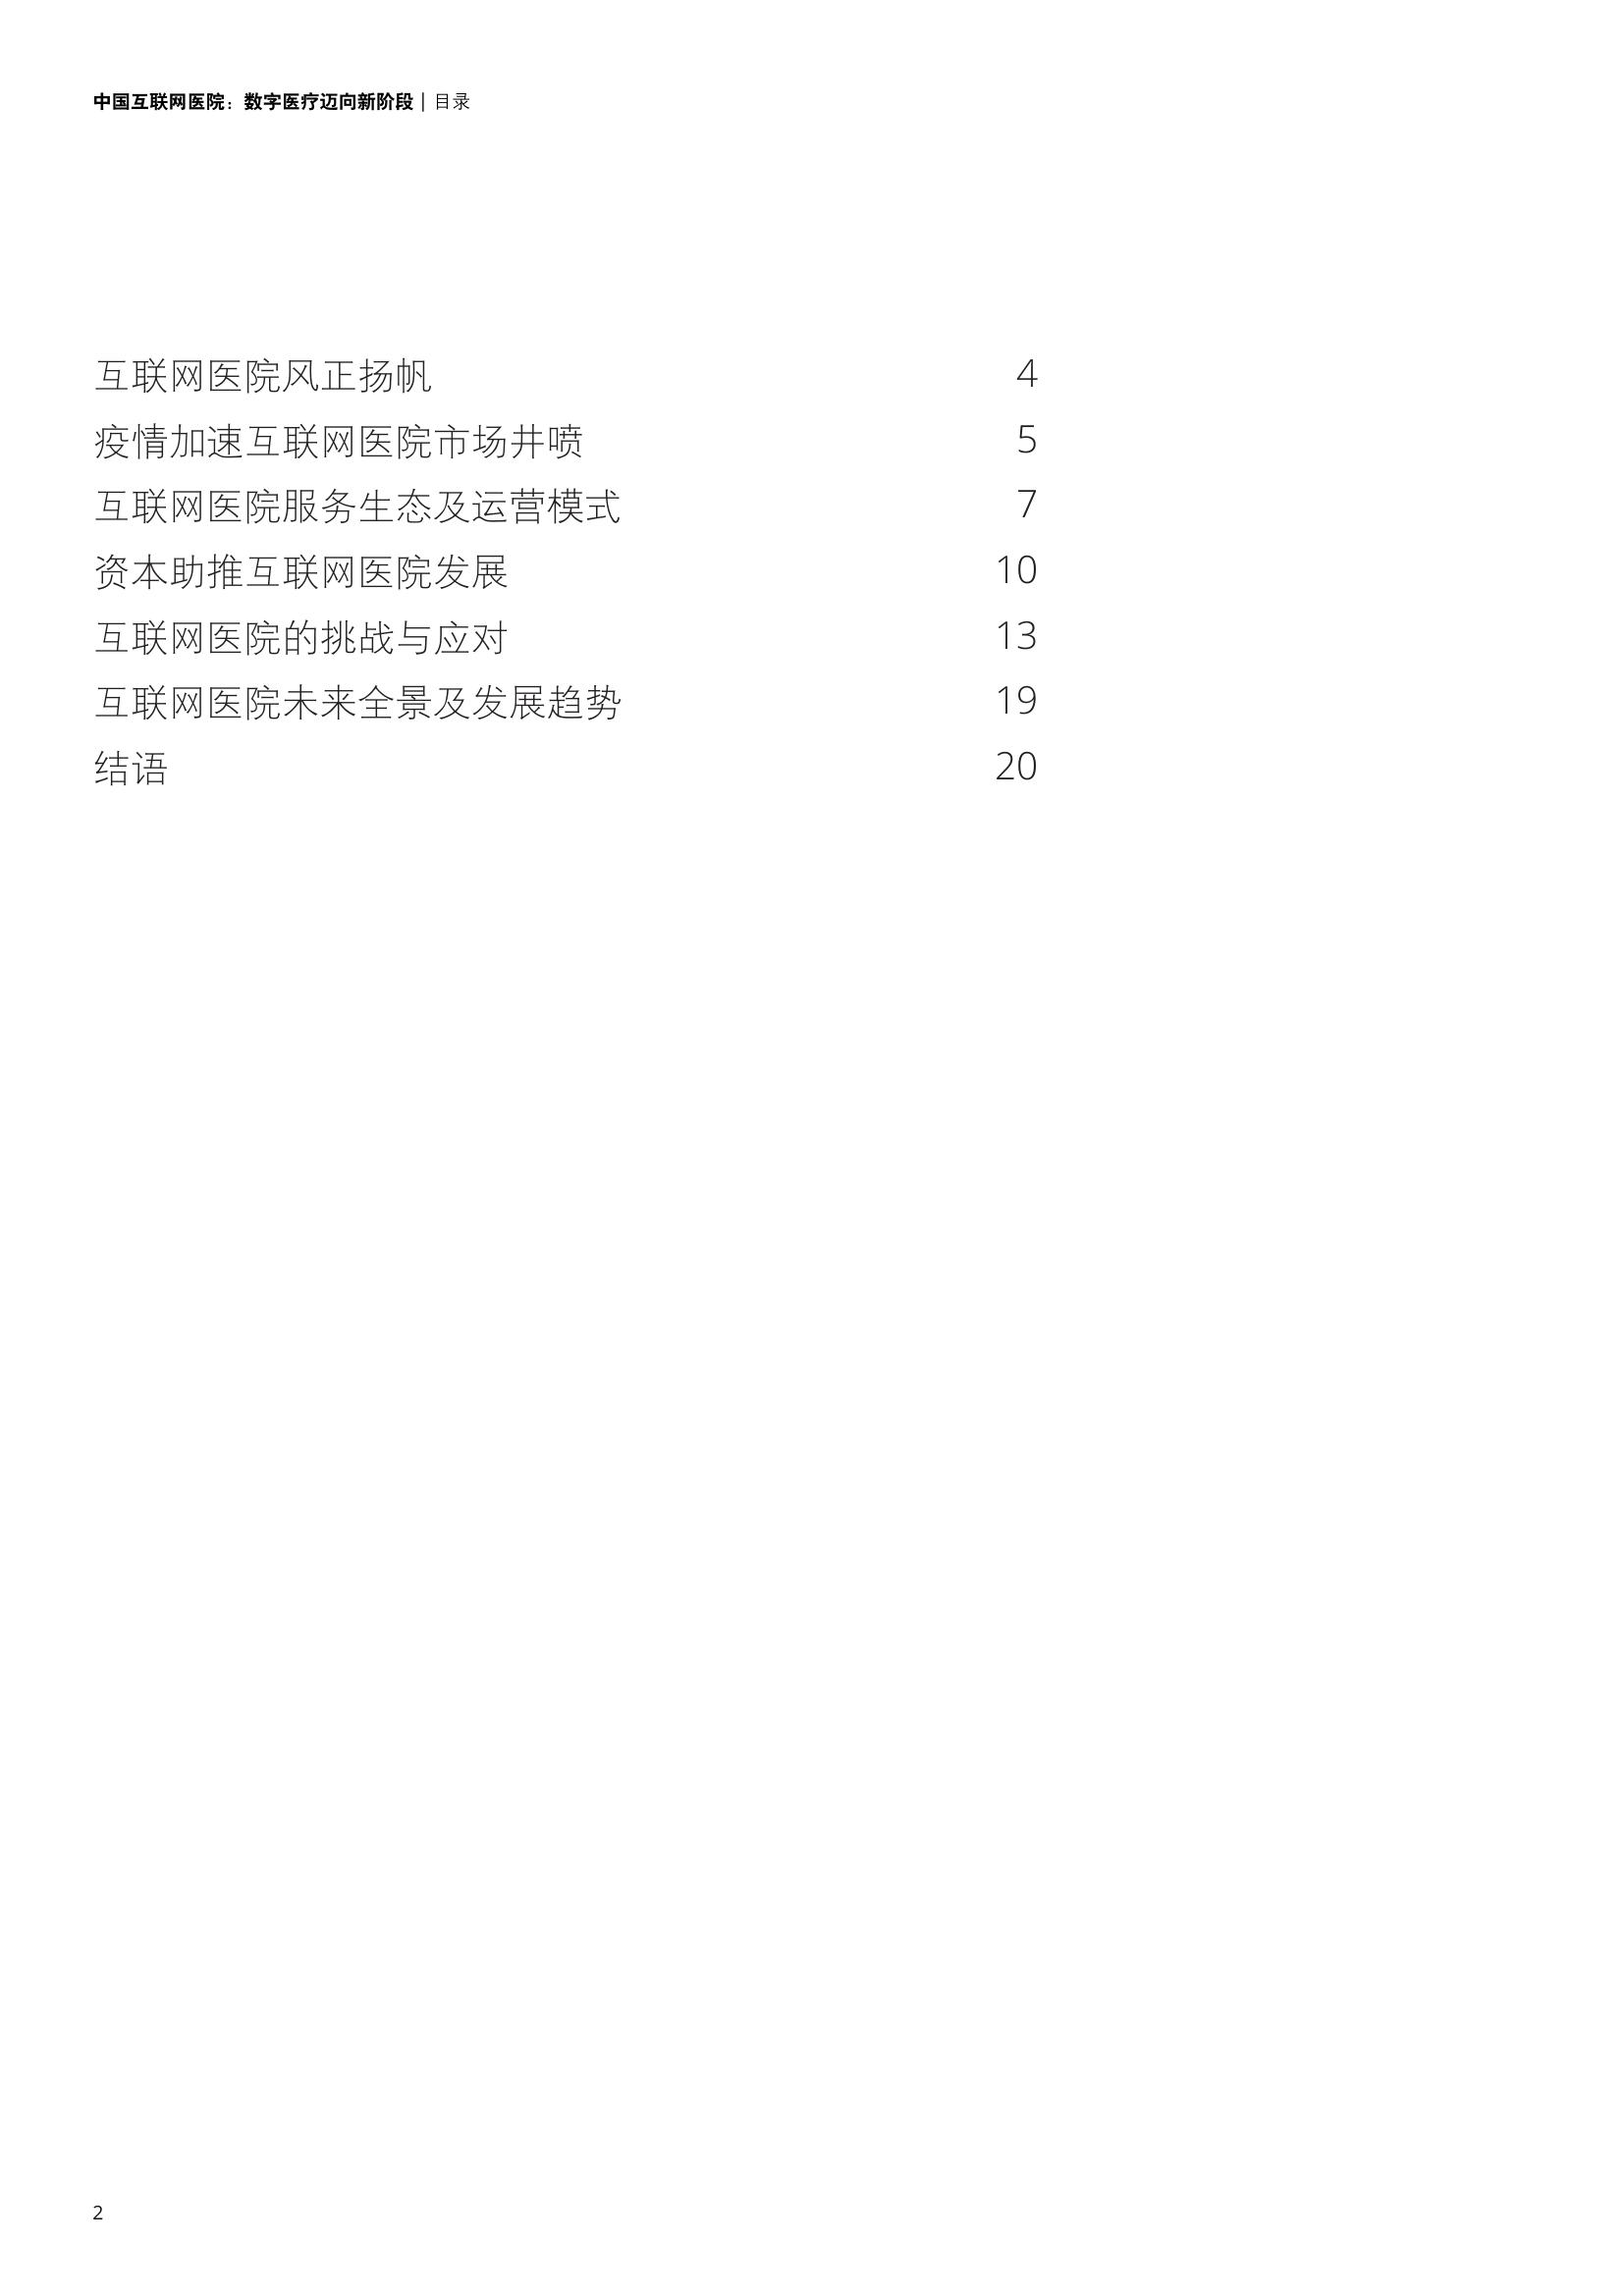 中国互联网医院：数字医疗迈向新阶段 | 目录
互联网医院风正扬帆 4
疫情加速互联网医院市场井喷 5
互联网医院服务生态及运营模式 7
资本助推互联网医院发展 10
互联网医院的挑战与应对 13
互联网医院未来全景及发展趋势 19
结语 20
2